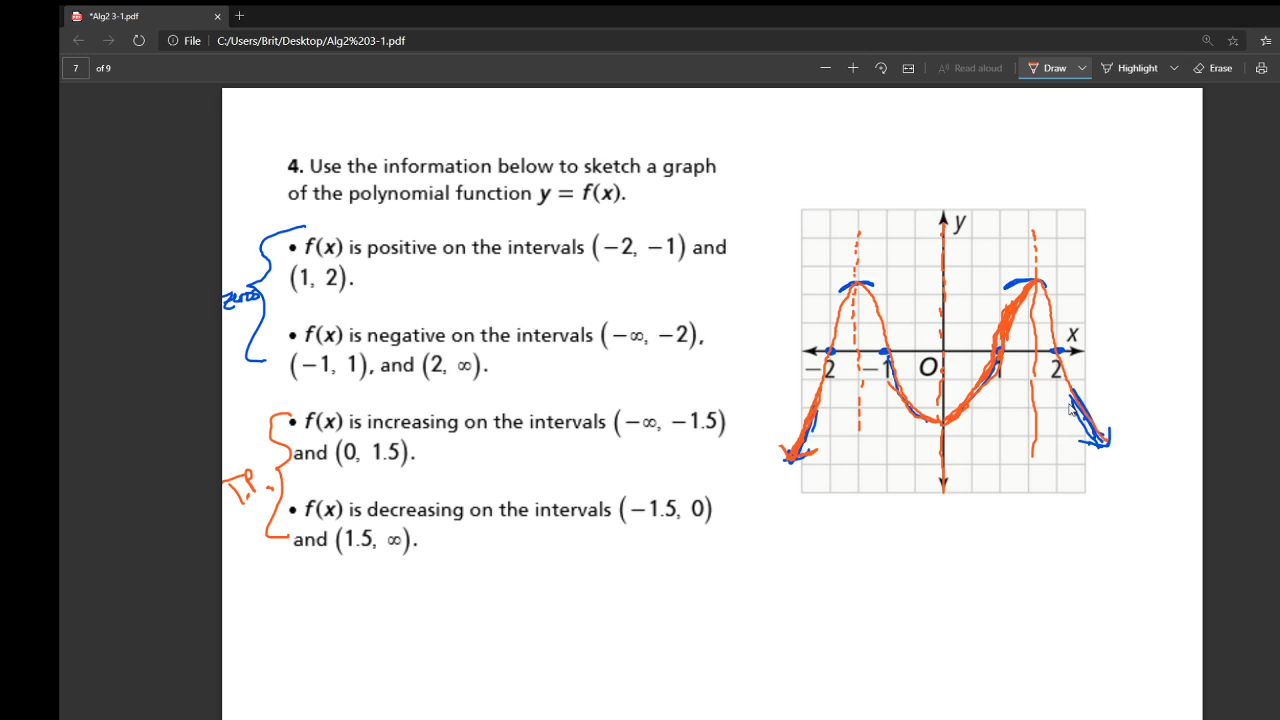 *Alg2 3-1.pdf
File
C:/Users/Brit/Desktop/Alg2%203-1.pdf
7 of 9
Read aloud
Draw
Highlight
Erase
4. Use the information below to sketch a graph
of the polynomial function y = f(x).
• f(x) is positive on the intervals (−2, −1) and
(1, 2).
zeros
• f(x) is negative on the intervals (−∞, −2),
(−1, 1), and (2, ∞).
• f(x) is increasing on the intervals (−∞, −1.5)
and (0, 1.5).
T.P.
• f(x) is decreasing on the intervals (−1.5, 0)
and (1.5, ∞).
y
x
−2 −1 O 1 2